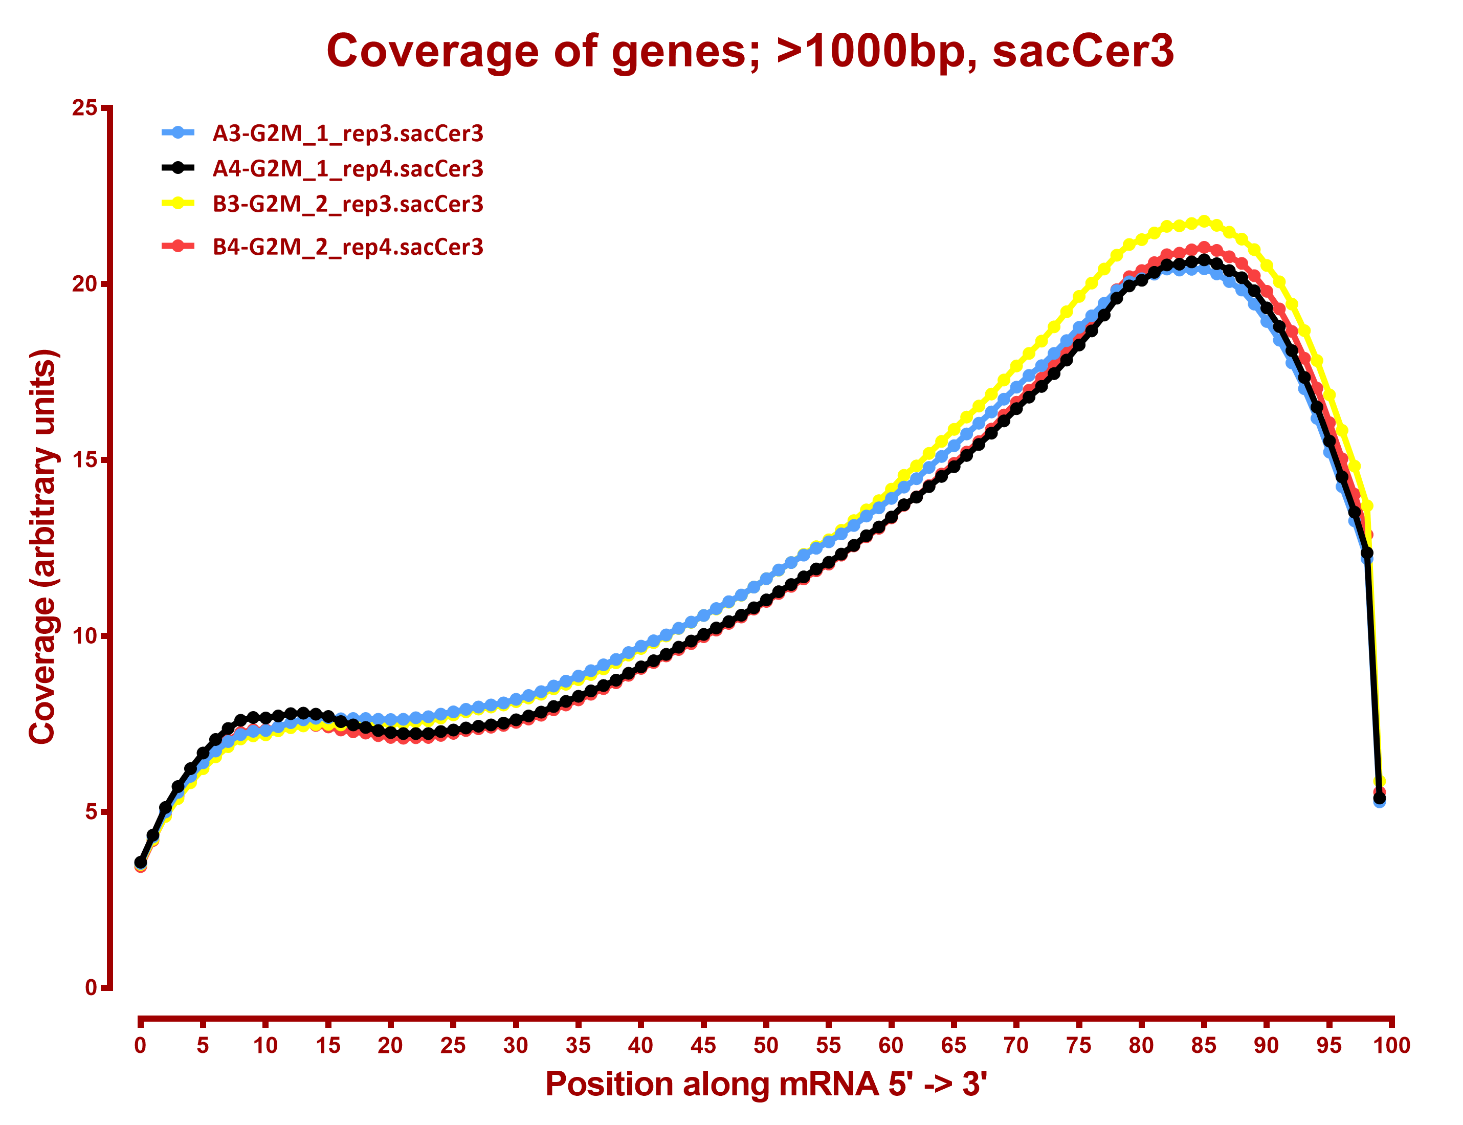 Coverage of genes; >1000bp, sacCer3
25
20
15
10
5
0
A3-G2M_1_rep3.sacCer3
A4-G2M_1_rep4.sacCer3
B3-G2M_2_rep3.sacCer3
B4-G2M_2_rep4.sacCer3
Coverage (arbitrary units)
0 5 10 15 20 25 30 35 40 45 50 55 60 65 70 75 80 85 90 95 100
Position along mRNA 5' -> 3'